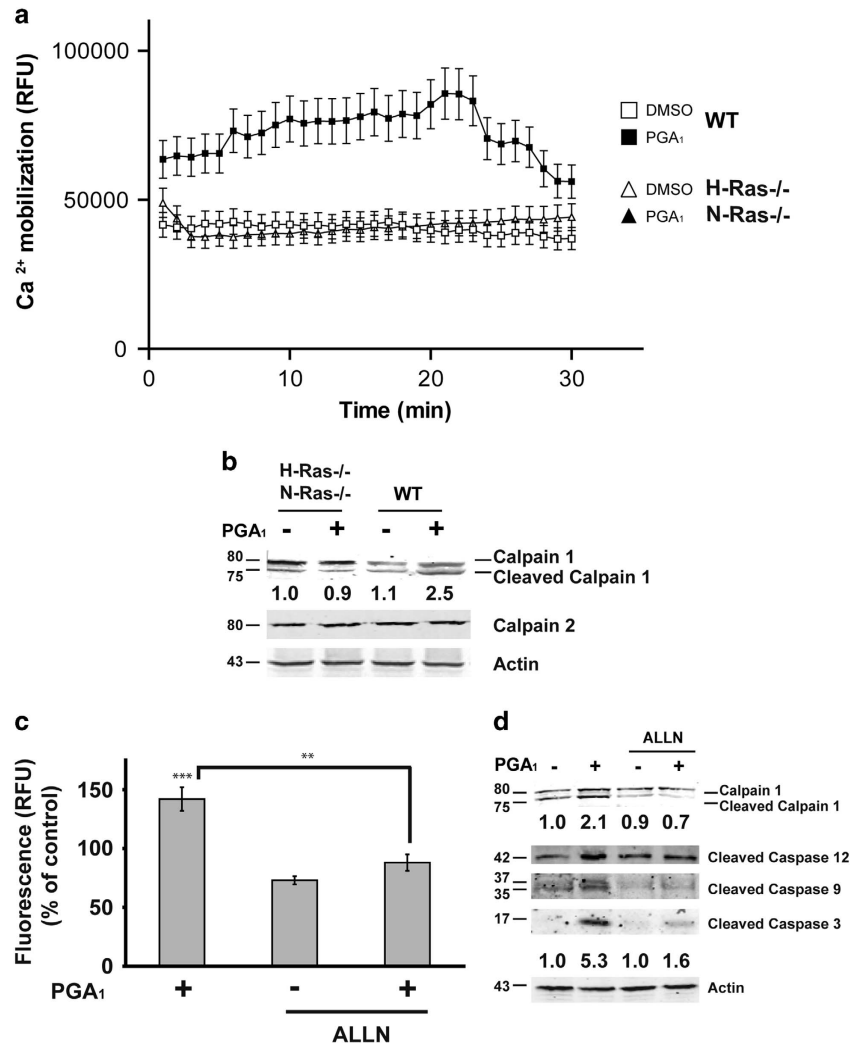 a
Ca 2+ mobilization (RFU)
100000
50000
0
0 10 20 30
Time (min)
DMSO WT
PGA1
DMSO H-Ras-/-
PGA1 N-Ras-/-
b
H-Ras-/-
N-Ras-/- WT
PGA1 - + - +
80 Calpain 1
75 Cleaved Calpain 1
1.0 0.9 1.1 2.5
80 Calpain 2
43 Actin
c
Fluorescence (RFU)
(% of control)
150
100
50
0
*** **
PGA1 + - +
ALLN
d
ALLN
PGA1 - + - +
80 Calpain 1
75 Cleaved Calpain 1
1.0 2.1 0.9 0.7
42 Cleaved Caspase 12
37
35 Cleaved Caspase 9
17 Cleaved Caspase 3
1.0 5.3 1.0 1.6
43 Actin